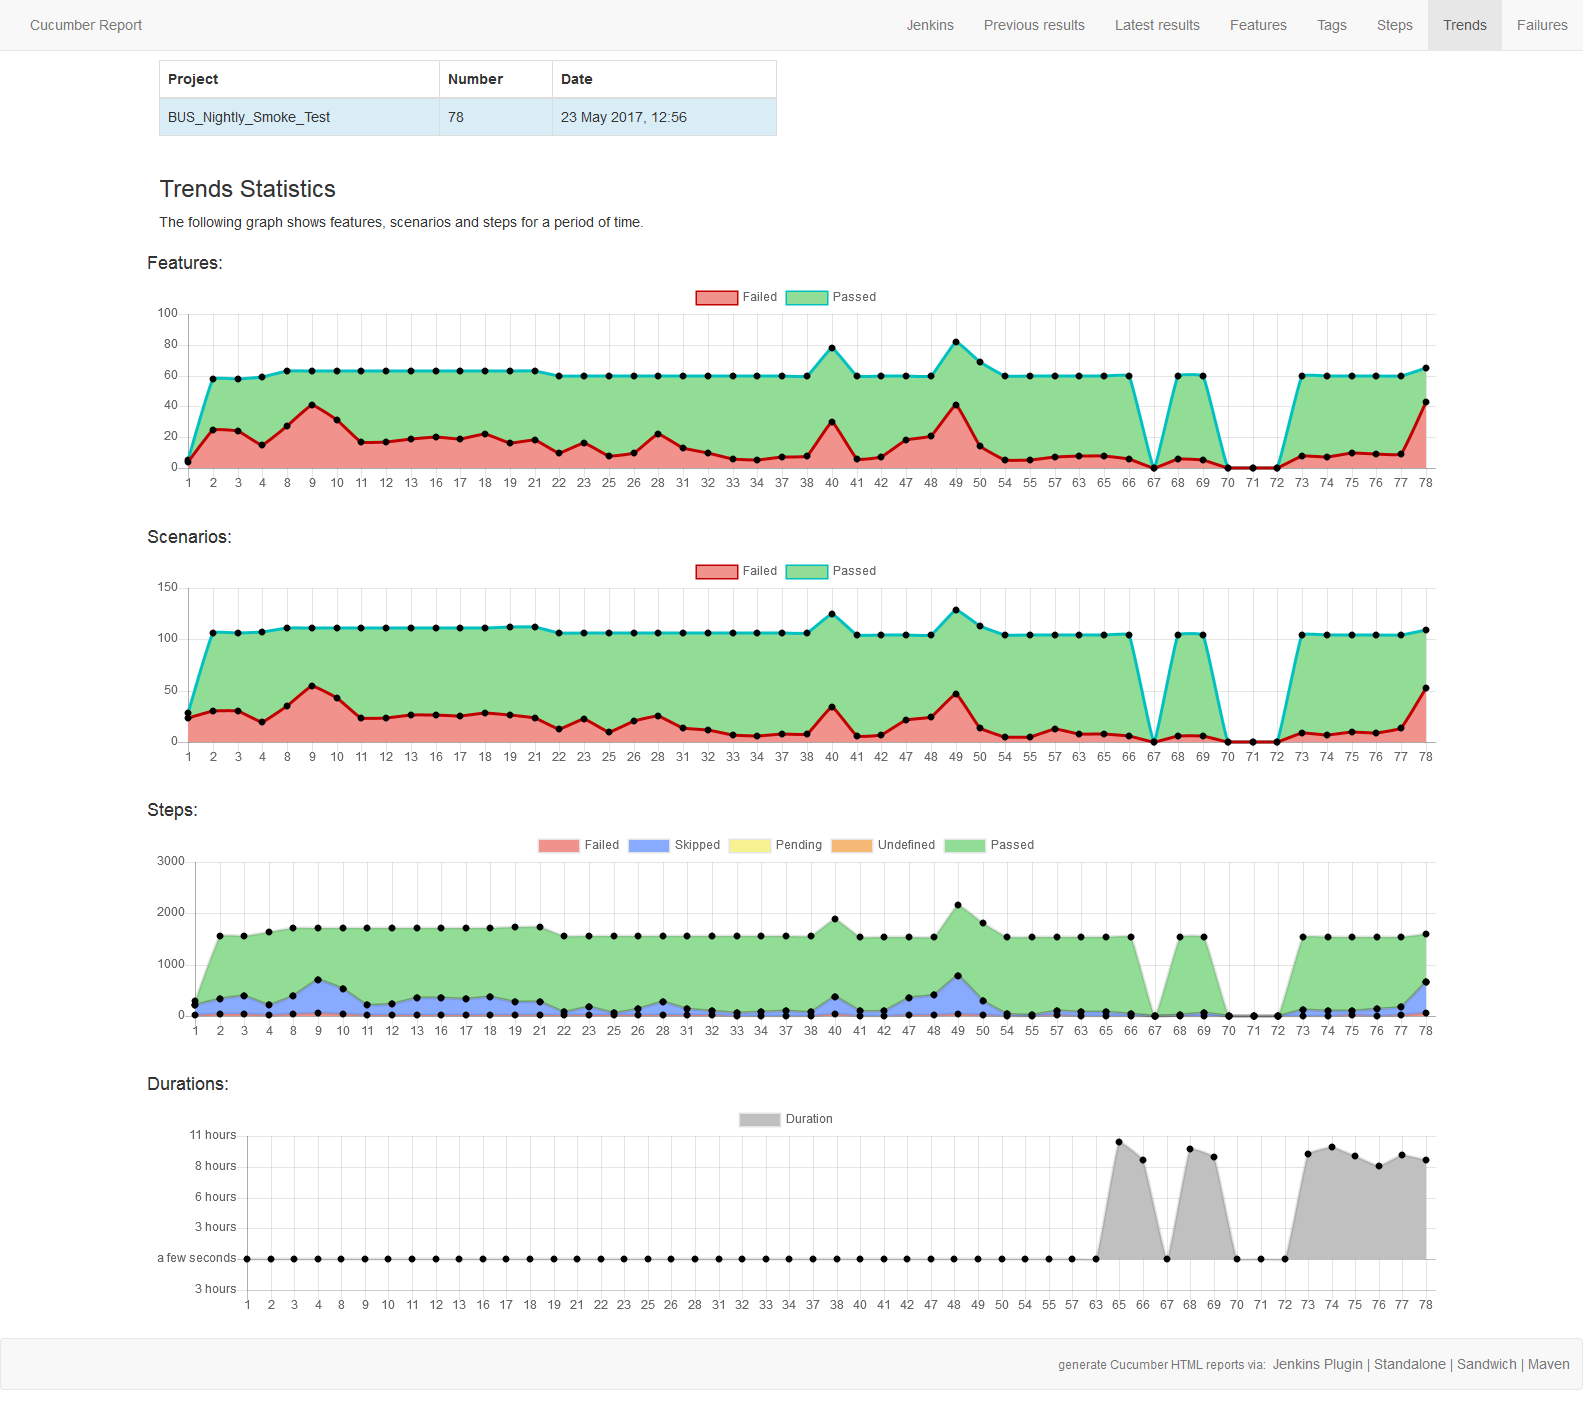 Cucumber Report Jenkins Previous results Latest results Features Tags Steps Trends Failures
Project Number Date
BUS_Nightly_Smoke_Test 78 23 May 2017, 12:56
Trends Statistics
The following graph shows features, scenarios and steps for a period of time.
Features:
Failed Passed
100
80
60
40
20
0
1 2 3 4 8 9 10 11 12 13 16 17 18 19 21 22 23 25 26 28 31 32 33 34 37 38 40 41 42 47 48 49 50 54 55 57 63 65 66 67 68 69 70 71 72 73 74 75 76 77 78
Scenarios:
Failed Passed
150
100
50
0
1 2 3 4 8 9 10 11 12 13 16 17 18 19 21 22 23 25 26 28 31 32 33 34 37 38 40 41 42 47 48 49 50 54 55 57 63 65 66 67 68 69 70 71 72 73 74 75 76 77 78
Steps:
Failed Skipped Pending Undefined Passed
3000
2000
1000
0
1 2 3 4 8 9 10 11 12 13 16 17 18 19 21 22 23 25 26 28 31 32 33 34 37 38 40 41 42 47 48 49 50 54 55 57 63 65 66 67 68 69 70 71 72 73 74 75 76 77 78
Durations:
Duration
11 hours
8 hours
6 hours
3 hours
a few seconds
3 hours
1 2 3 4 8 9 10 11 12 13 16 17 18 19 21 22 23 25 26 28 31 32 33 34 37 38 40 41 42 47 48 49 50 54 55 57 63 65 66 67 68 69 70 71 72 73 74 75 76 77 78
generate Cucumber HTML reports via: Jenkins Plugin | Standalone | Sandwich | Maven